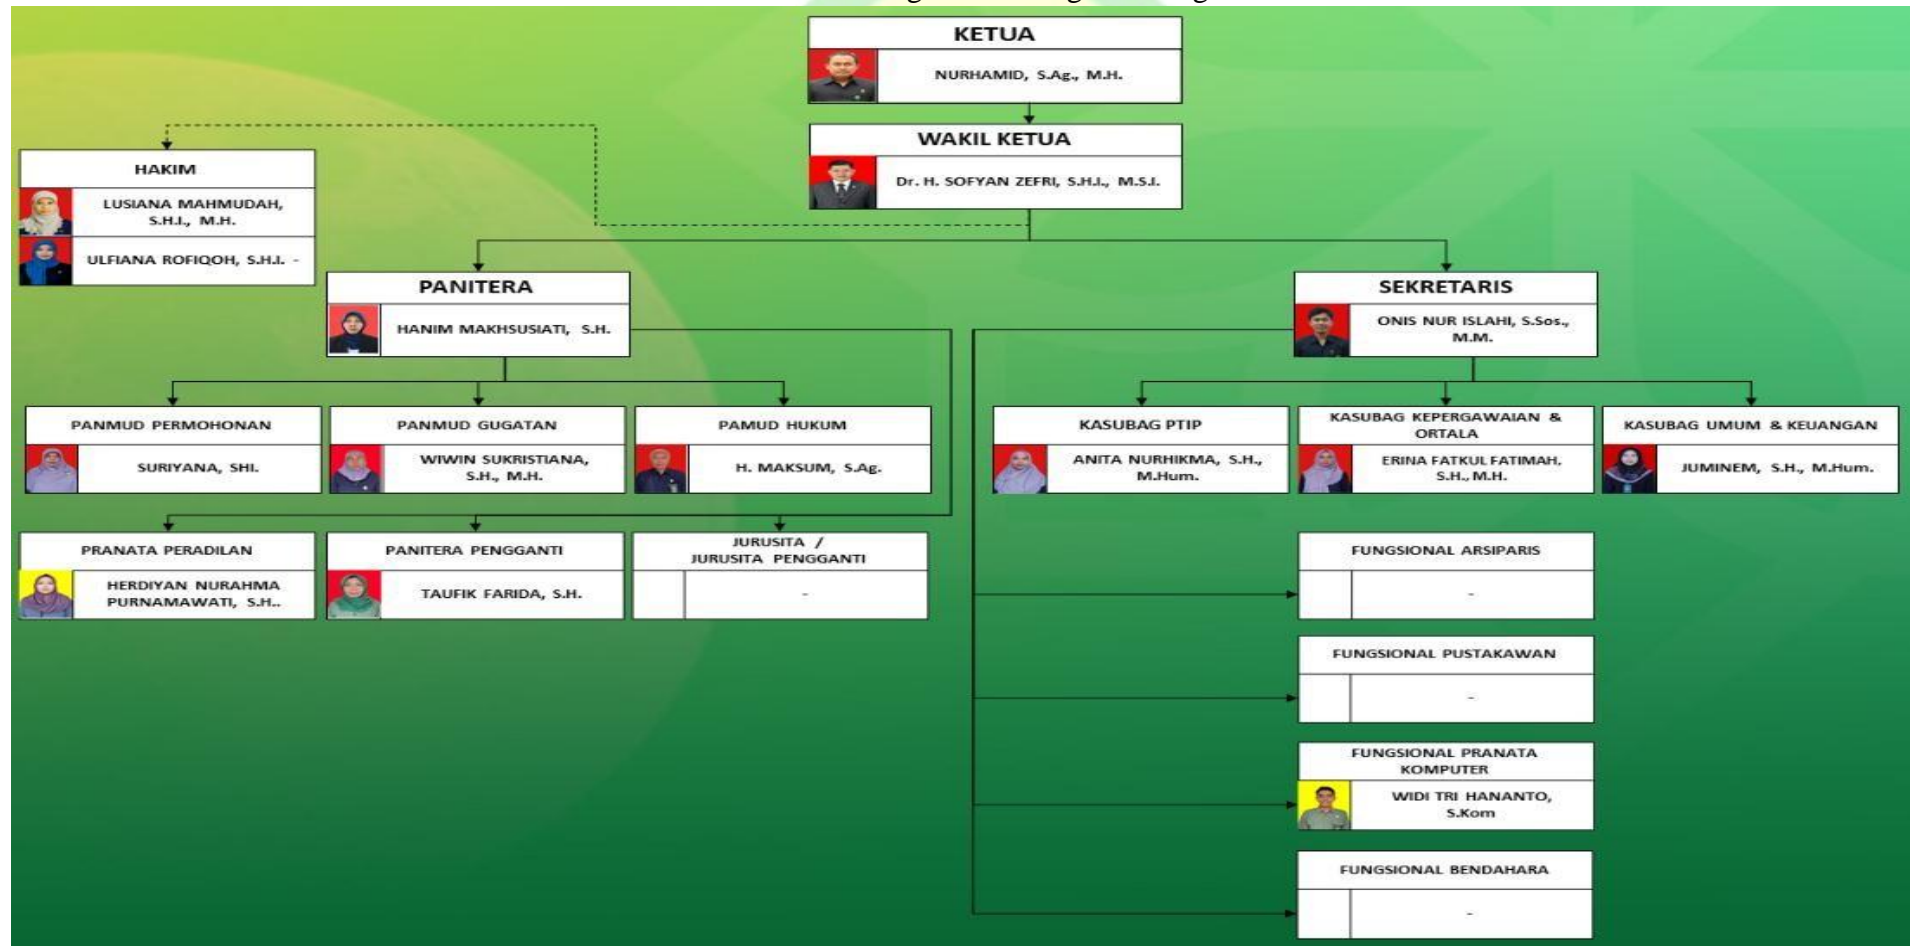 KETUA
NURHAMID, S.Ag., M.H.
WAKIL KETUA
Dr. H. SOFYAN ZEFRI, S.H.I., M.S.I.
HAKIM
LUSIANA MAHMUDAH,
S.H.I., M.H.
ULFIANA ROFIQOH, S.H.I. -
PANITERA
HANIM MAKHSUSIATI, S.H.
SEKRETARIS
ONIS NUR ISLAHI, S.Sos.,
M.M.
PANMUD PERMOHONAN
SURIYANA, SHI.
PANMUD GUGATAN
WIWIN SUKRISTIANA,
S.H., M.H.
PAMUD HUKUM
H. MAKSUM, S.Ag.
KASUBAG PTIP
ANITA NURHIKMA, S.H.,
M.Hum.
KASUBAG KEPERGAWAIAN &
ORTALA
ERINA FATKUL FATIMAH,
S.H., M.H.
KASUBAG UMUM & KEUANGAN
JUMINEM, S.H., M.Hum.
PRANATA PERADILAN
HERDIYAN NURAHMA
PURNAMAWATI, S.H..
PANITERA PENGGANTI
TAUFIK FARIDA, S.H.
JURUSITA /
JURUSITA PENGGANTI
-
FUNGSIONAL ARSIPARIS
-
FUNGSIONAL PUSTAKAWAN
-
FUNGSIONAL PRANATA
KOMPUTER
WIDI TRI HANANTO,
S.Kom
FUNGSIONAL BENDAHARA
-